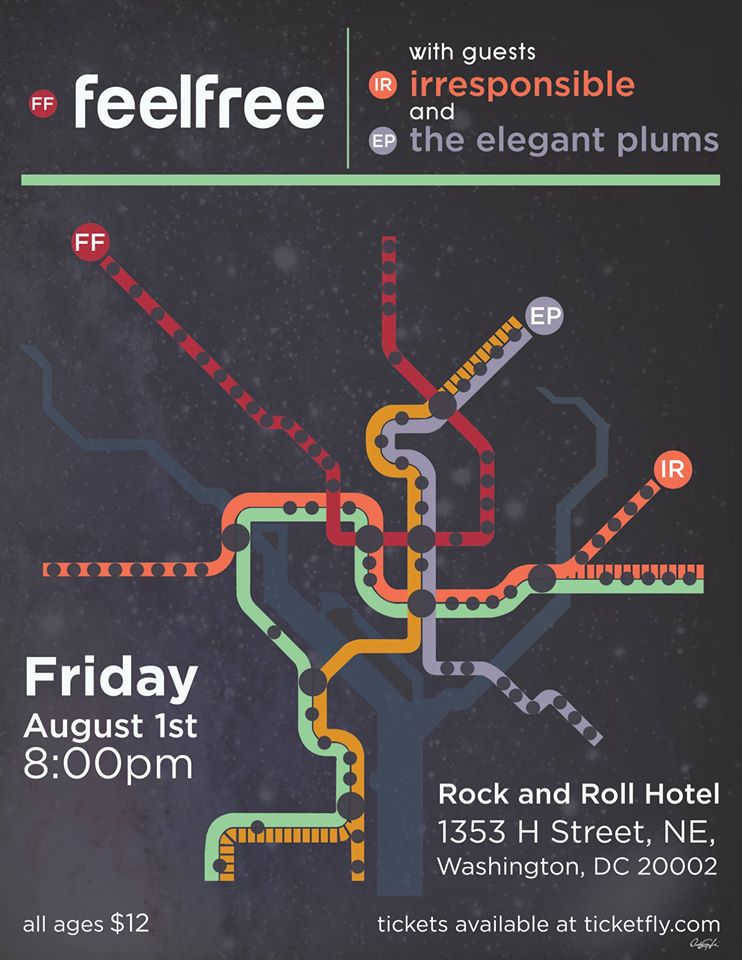 FF feelfree
with guests
IR irresponsible
and
EP the elegant plums
FF
EP
IR
Friday
August 1st
8:00pm
Rock and Roll Hotel
1353 H Street, NE,
Washington, DC 20002
all ages $12
tickets available at ticketfly.com